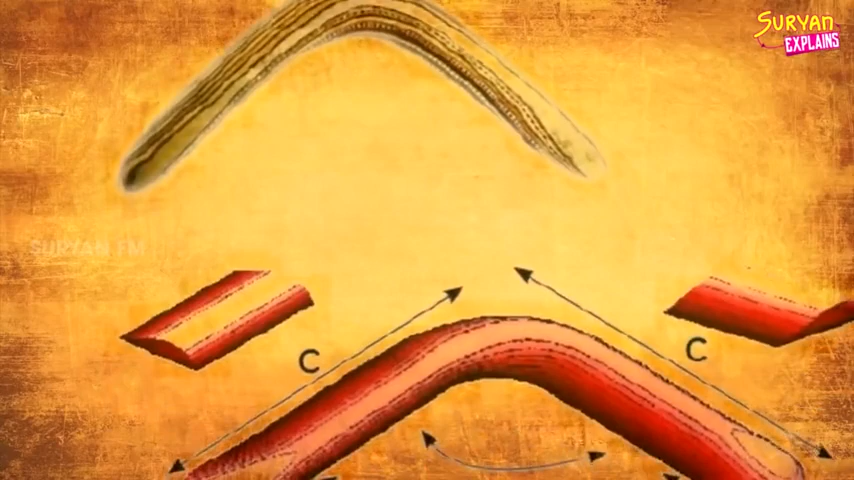 SURYAN
EXPLAINS
SURYAN FM
C
C